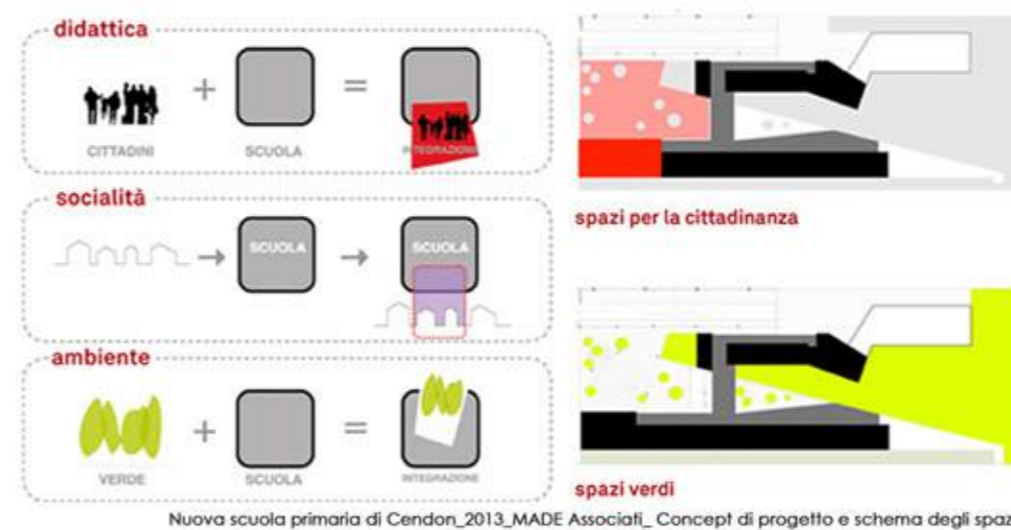 didattica
+
=
CITTADINI
SCUOLA
INTEGRAZIONE
socialità
SCUOLA
SCUOLA
ambiente
+
=
VERDE
SCUOLA
INTEGRAZIONE
spazi per la cittadinanza
spazi verdi
Nuova scuola primaria di Cendon_2013_MADE Associati_ Concept di progetto e schema degli spaz